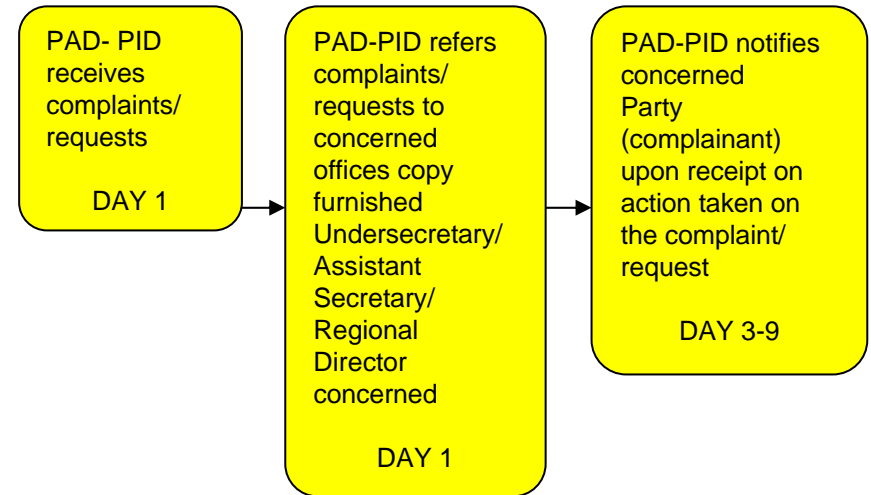 PAD- PID
receives
complaints/
requests
DAY 1
PAD-PID refers
complaints/
requests to
concerned
offices copy
furnished
Undersecretary/
Assistant
Secretary/
Regional
Director
concerned
DAY 1
PAD-PID notifies
concerned
Party
(complainant)
upon receipt on
action taken on
the complaint/
request
DAY 3-9